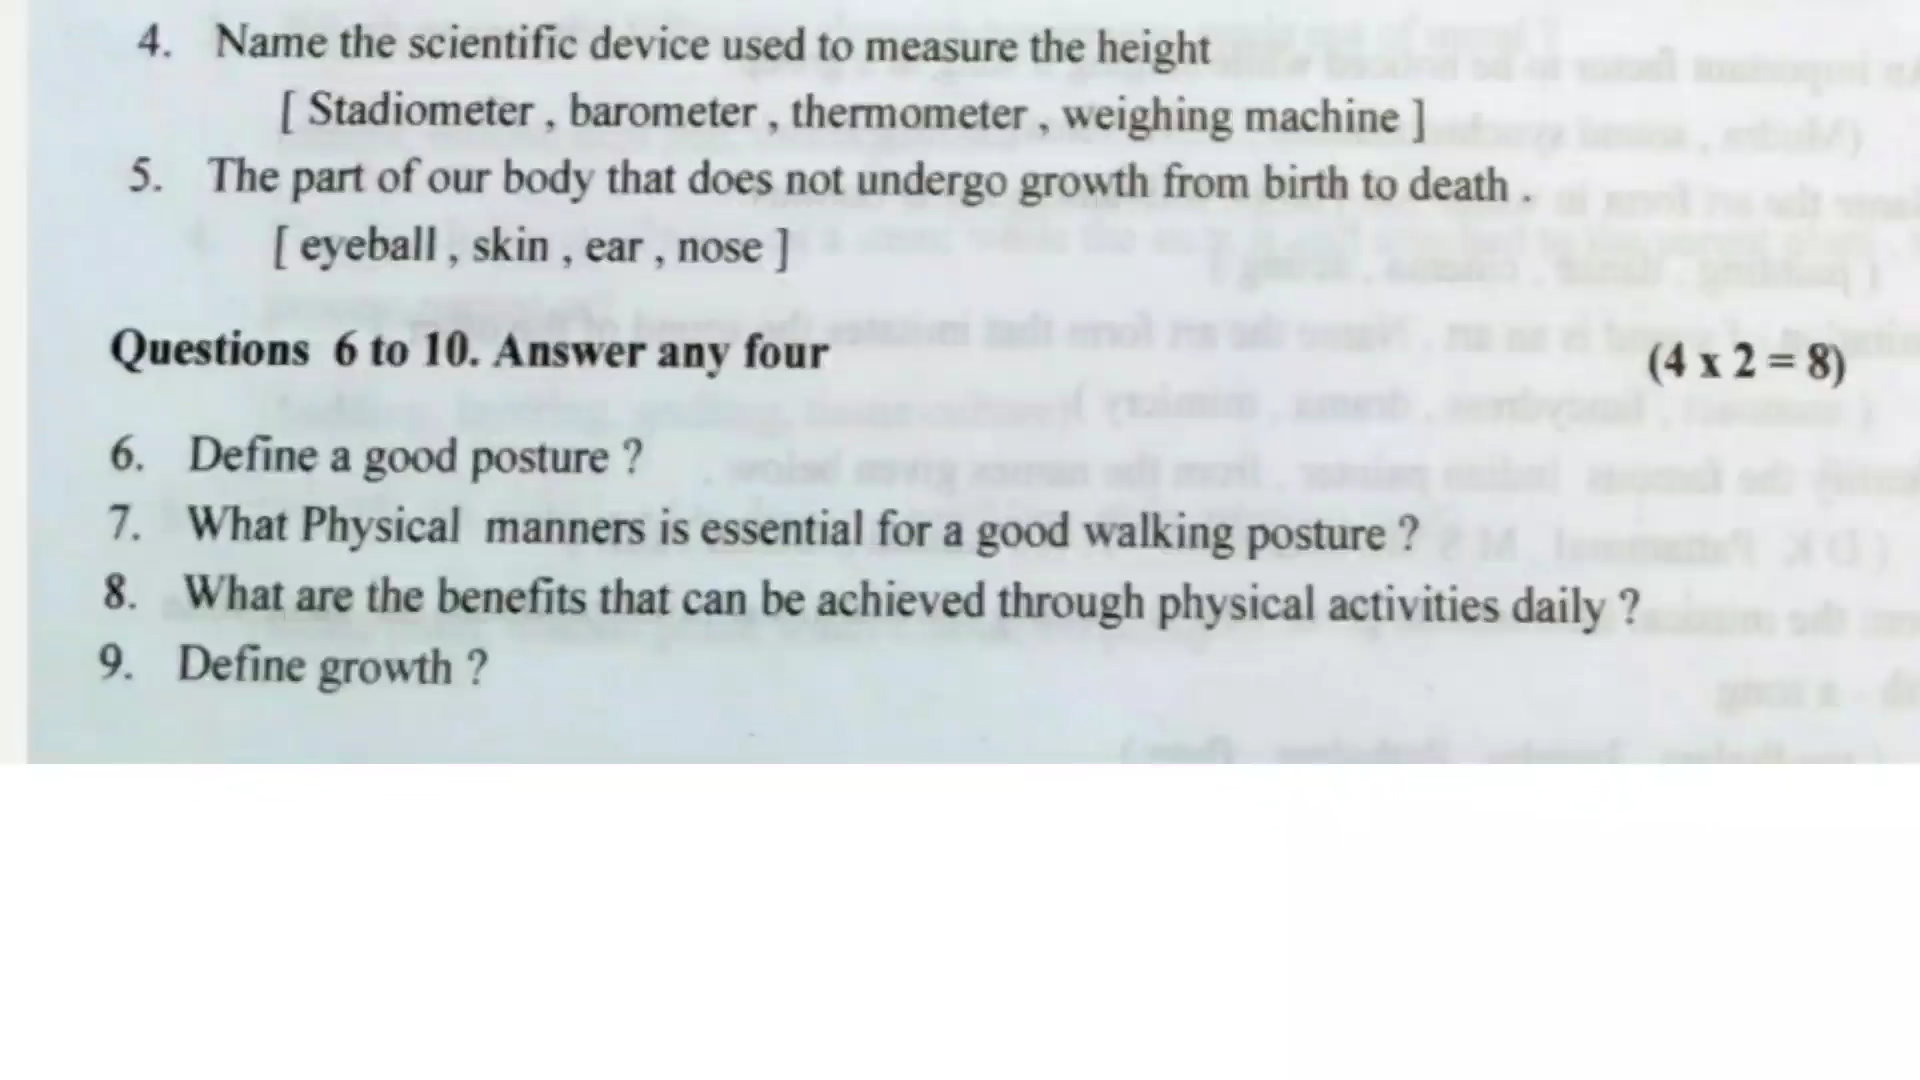 4. Name the scientific device used to measure the height
[ Stadiometer , barometer , thermometer , weighing machine ]
5. The part of our body that does not undergo growth from birth to death .
[ eyeball , skin , ear , nose ]
Questions 6 to 10. Answer any four (4 x 2 = 8)
6. Define a good posture ?
7. What Physical manners is essential for a good walking posture ?
8. What are the benefits that can be achieved through physical activities daily ?
9. Define growth ?